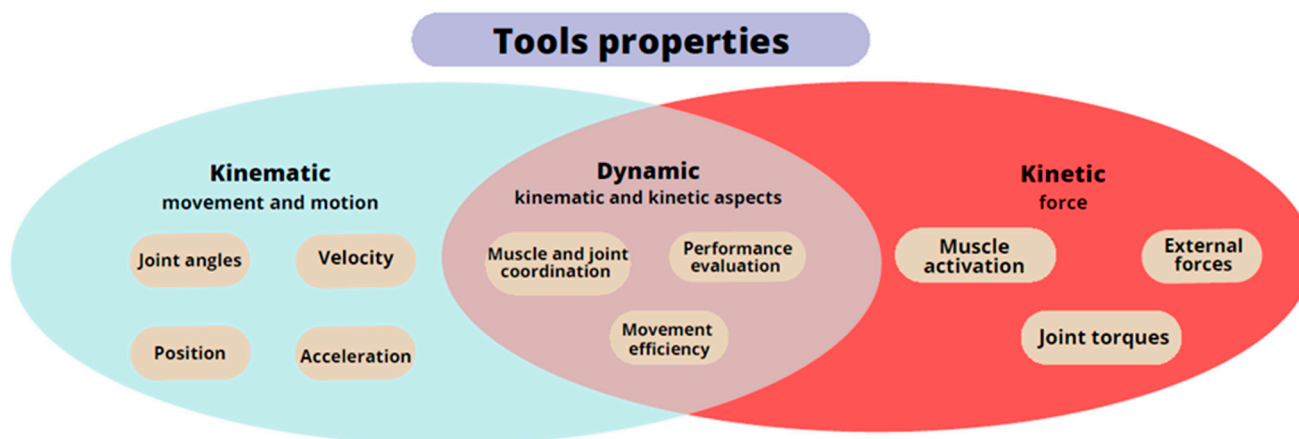 Tools properties
Kinematic
movement and motion
Joint angles
Velocity
Position
Acceleration
Dynamic
kinematic and kinetic aspects
Muscle and joint
coordination
Performance
evaluation
Movement
efficiency
Kinetic
force
Muscle
activation
External
forces
Joint torques